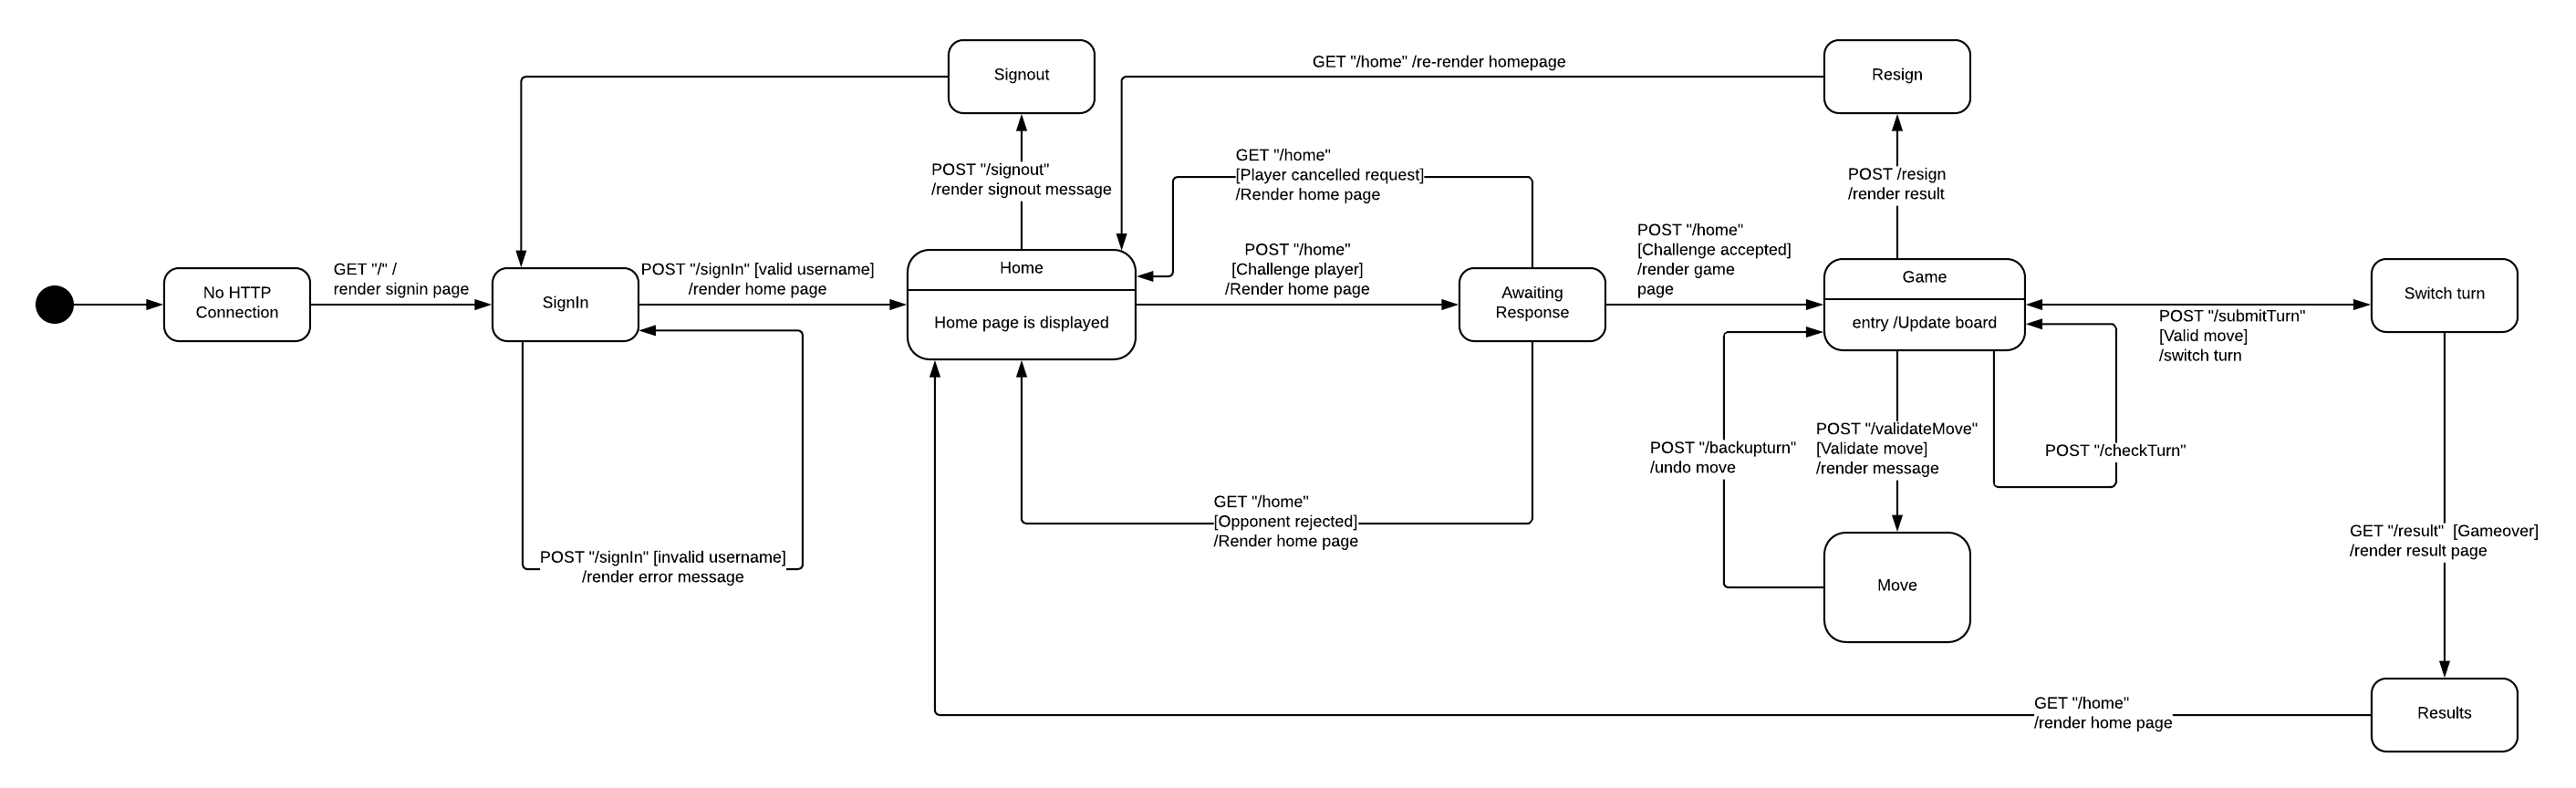 Signout
GET "/home" /re-render homepage
Resign
POST "/signout"
/render signout message
GET "/home"
[Player cancelled request]
/Render home page
POST /resign
/render result
No HTTP
Connection
GET "/" /
render signin page
SignIn
POST "/signIn" [valid username]
/render home page
Home
Home page is displayed
POST "/home"
[Challenge player]
/Render home page
Awaiting
Response
POST "/home"
[Challenge accepted]
/render game
page
Game
entry /Update board
Switch turn
POST "/submitTurn"
[Valid move]
/switch turn
POST "/backupturn"
/undo move
POST "/validateMove"
[Validate move]
/render message
POST "/checkTurn"
GET "/home"
[Opponent rejected]
/Render home page
POST "/signIn" [invalid username]
/render error message
GET "/result"  [Gameover]
/render result page
Move
GET "/home"
/render home page
Results